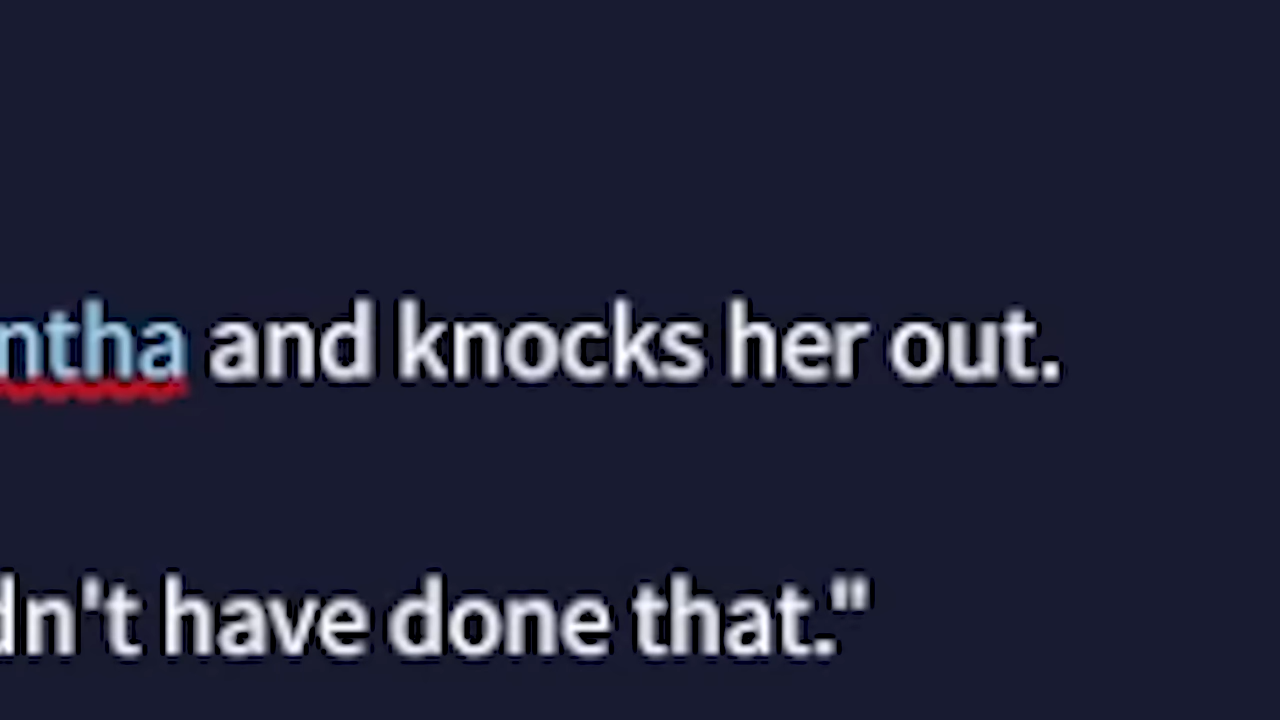 ntha and knocks her out.
dn't have done that."